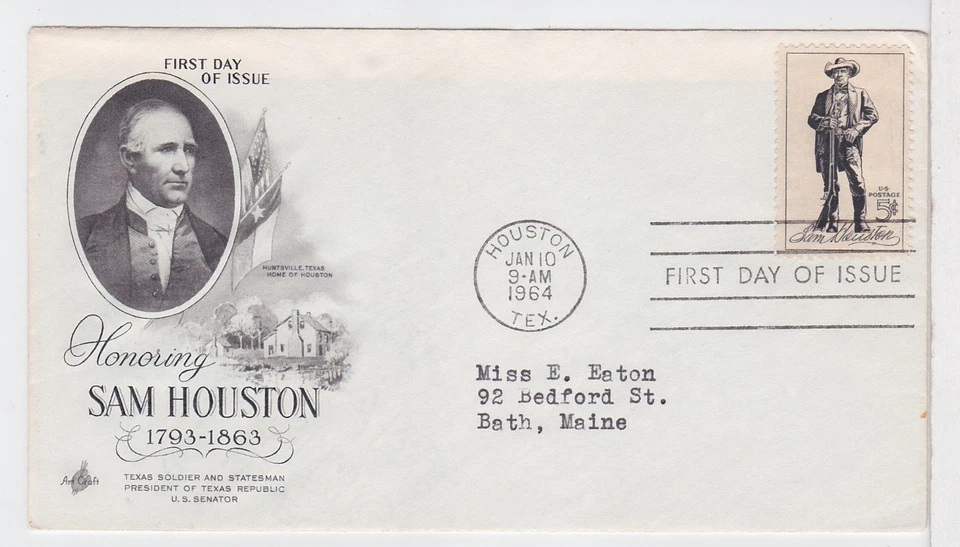 FIRST DAY
OF ISSUE
HUNTSVILLE, TEXAS
HOME OF HOUSTON
Honoring
SAM HOUSTON
1793-1863
Art Craft
TEXAS SOLDIER AND STATESMAN
PRESIDENT OF TEXAS REPUBLIC
U.S. SENATOR
HOUSTON
JAN 10
9-AM
1964
TEX.
U.S.
POSTAGE
5¢
Sam Houston
FIRST DAY OF ISSUE
Miss E. Eaton
92 Bedford St.
Bath, Maine